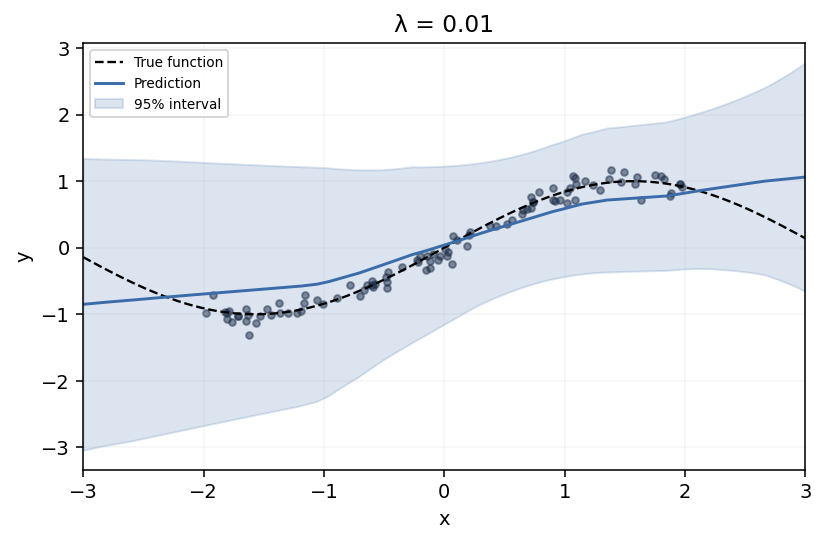 λ = 0.01
3
2
1
0
−1
−2
−3
y
True function
Prediction
95% interval
−3 −2 −1 0 1 2 3
x